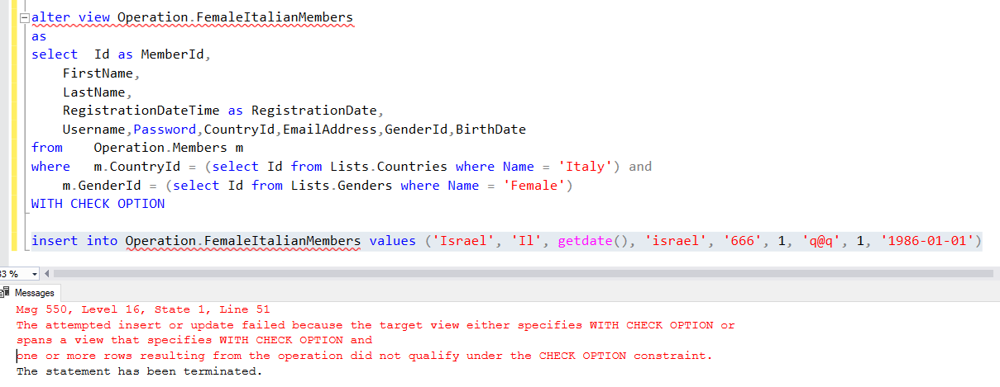 alter view Operation.FemaleItalianMembers
as
select  Id as MemberId,
FirstName,
LastName,
RegistrationDateTime as RegistrationDate,
Username,Password,CountryId,EmailAddress,GenderId,BirthDate
from    Operation.Members m
where   m.CountryId = (select Id from Lists.Countries where Name = 'Italy') and
m.GenderId = (select Id from Lists.Genders where Name = 'Female')
WITH CHECK OPTION
insert into Operation.FemaleItalianMembers values ('Israel', 'Il', getdate(), 'israel', '666', 1, 'q@q', 1, '1986-01-01')
33 %
Messages
Msg 550, Level 16, State 1, Line 51
The attempted insert or update failed because the target view either specifies WITH CHECK OPTION or
spans a view that specifies WITH CHECK OPTION and
one or more rows resulting from the operation did not qualify under the CHECK OPTION constraint.
The statement has been terminated.